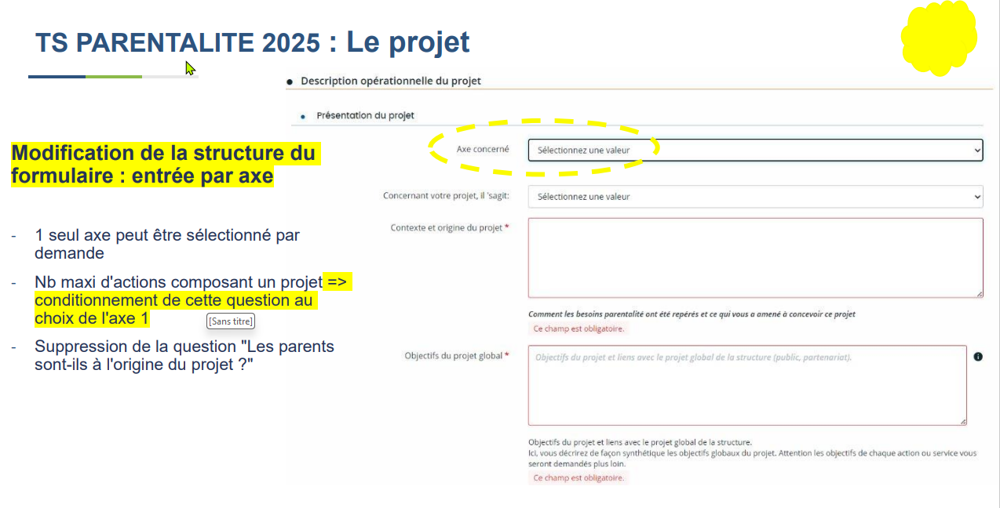 TS PARENTALITE 2025 : Le projet
Description opérationnelle du projet
Présentation du projet
Axe concerné
Sélectionnez une valeur
Modification de la structure du
formulaire : entrée par axe
Concernant votre projet, il 'sagit:
Sélectionnez une valeur
Contexte et origine du projet *
- 1 seul axe peut être sélectionné par
demande
- Nb maxi d'actions composant un projet =>
conditionnement de cette question au
choix de l'axe 1
[Sans titre]
- Suppression de la question "Les parents
sont-ils à l'origine du projet ?"
Comment les besoins parentalité ont été repérés et ce qui vous a amené à concevoir ce projet
Ce champ est obligatoire.
Objectifs du projet global *
Objectifs du projet et liens avec le projet global de la structure (public, partenariat).
Objectifs du projet et liens avec le projet global de la structure.
Ici, vous décrirez de façon synthétique les objectifs globaux du projet. Attention les objectifs de chaque action ou service vous
seront demandés plus loin.
Ce champ est obligatoire.